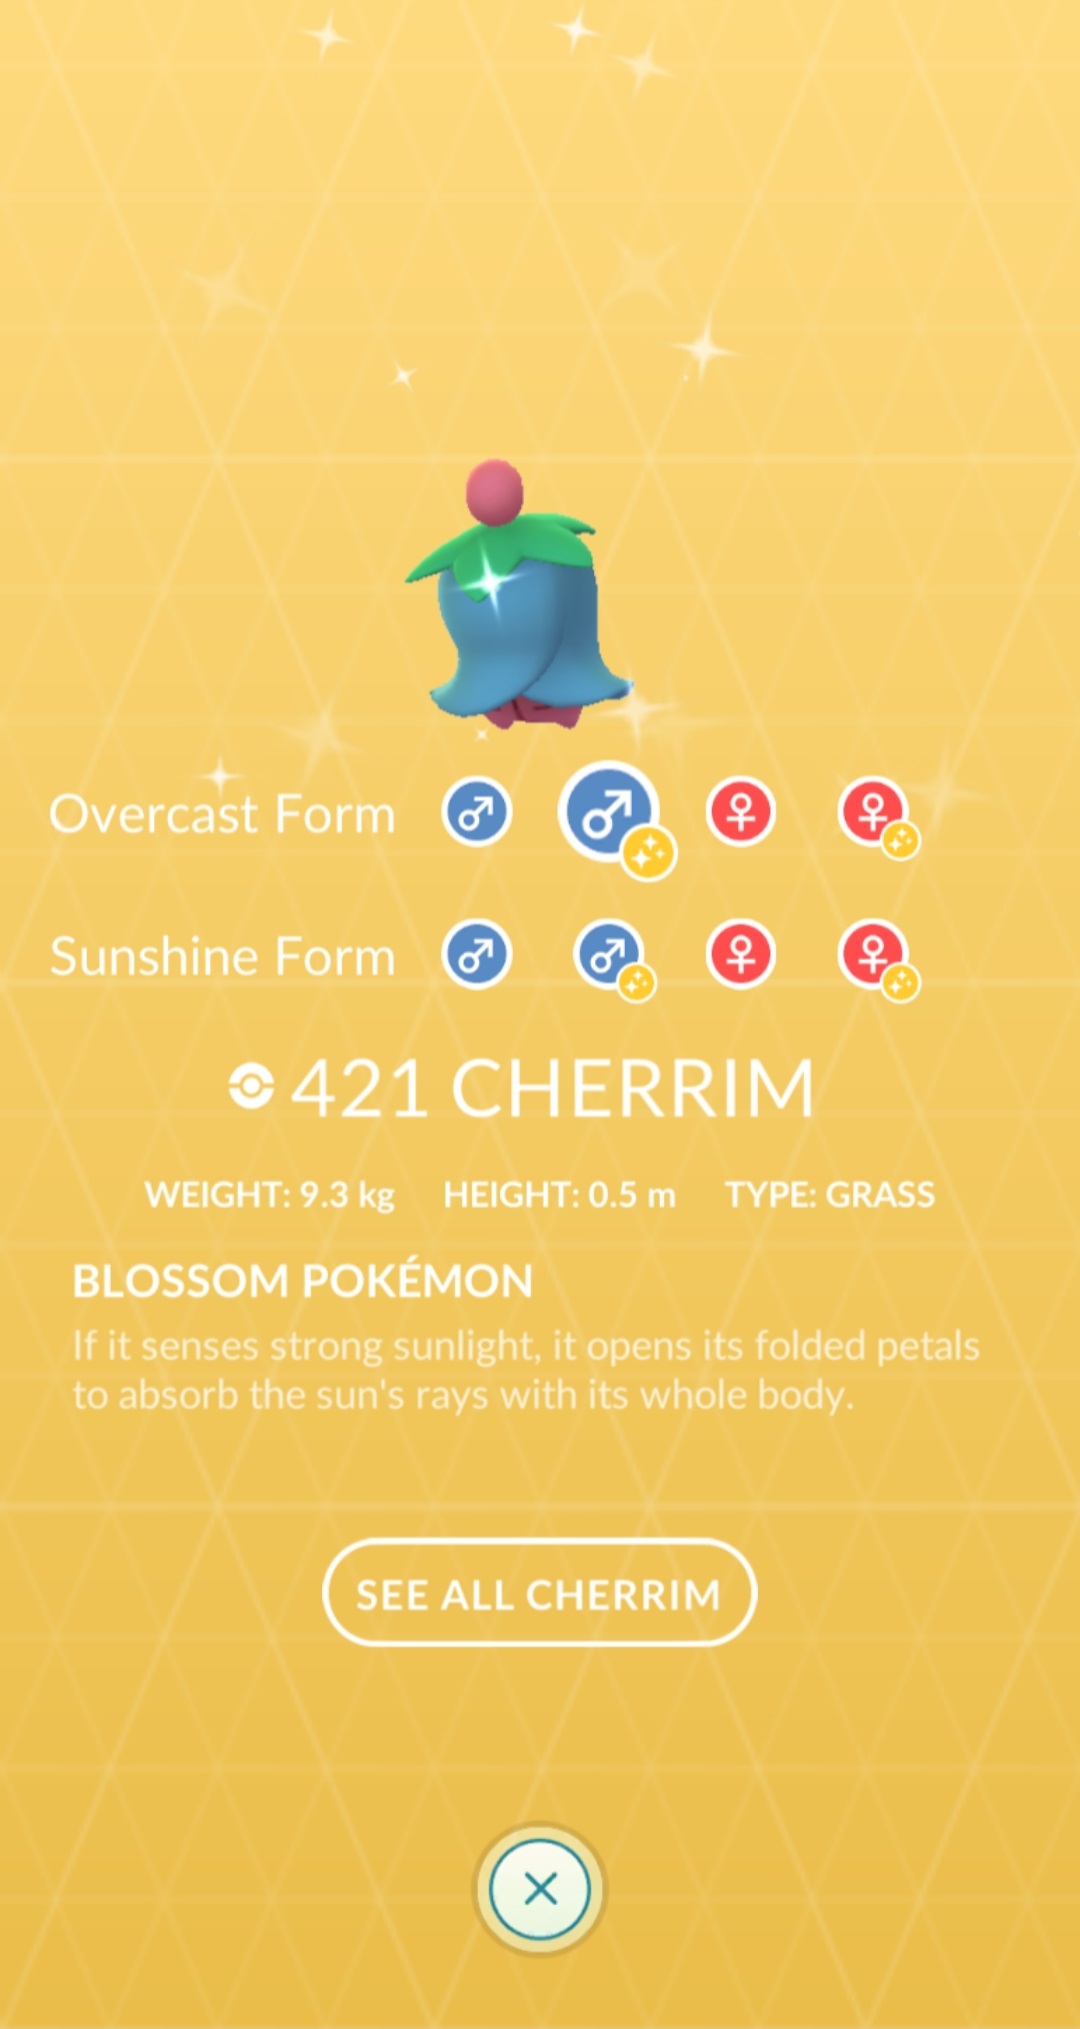 Overcast Form
Sunshine Form
421 CHERRIM
WEIGHT: 9.3 kg HEIGHT: 0.5 m TYPE: GRASS
BLOSSOM POKÉMON
If it senses strong sunlight, it opens its folded petals
to absorb the sun's rays with its whole body.
SEE ALL CHERRIM